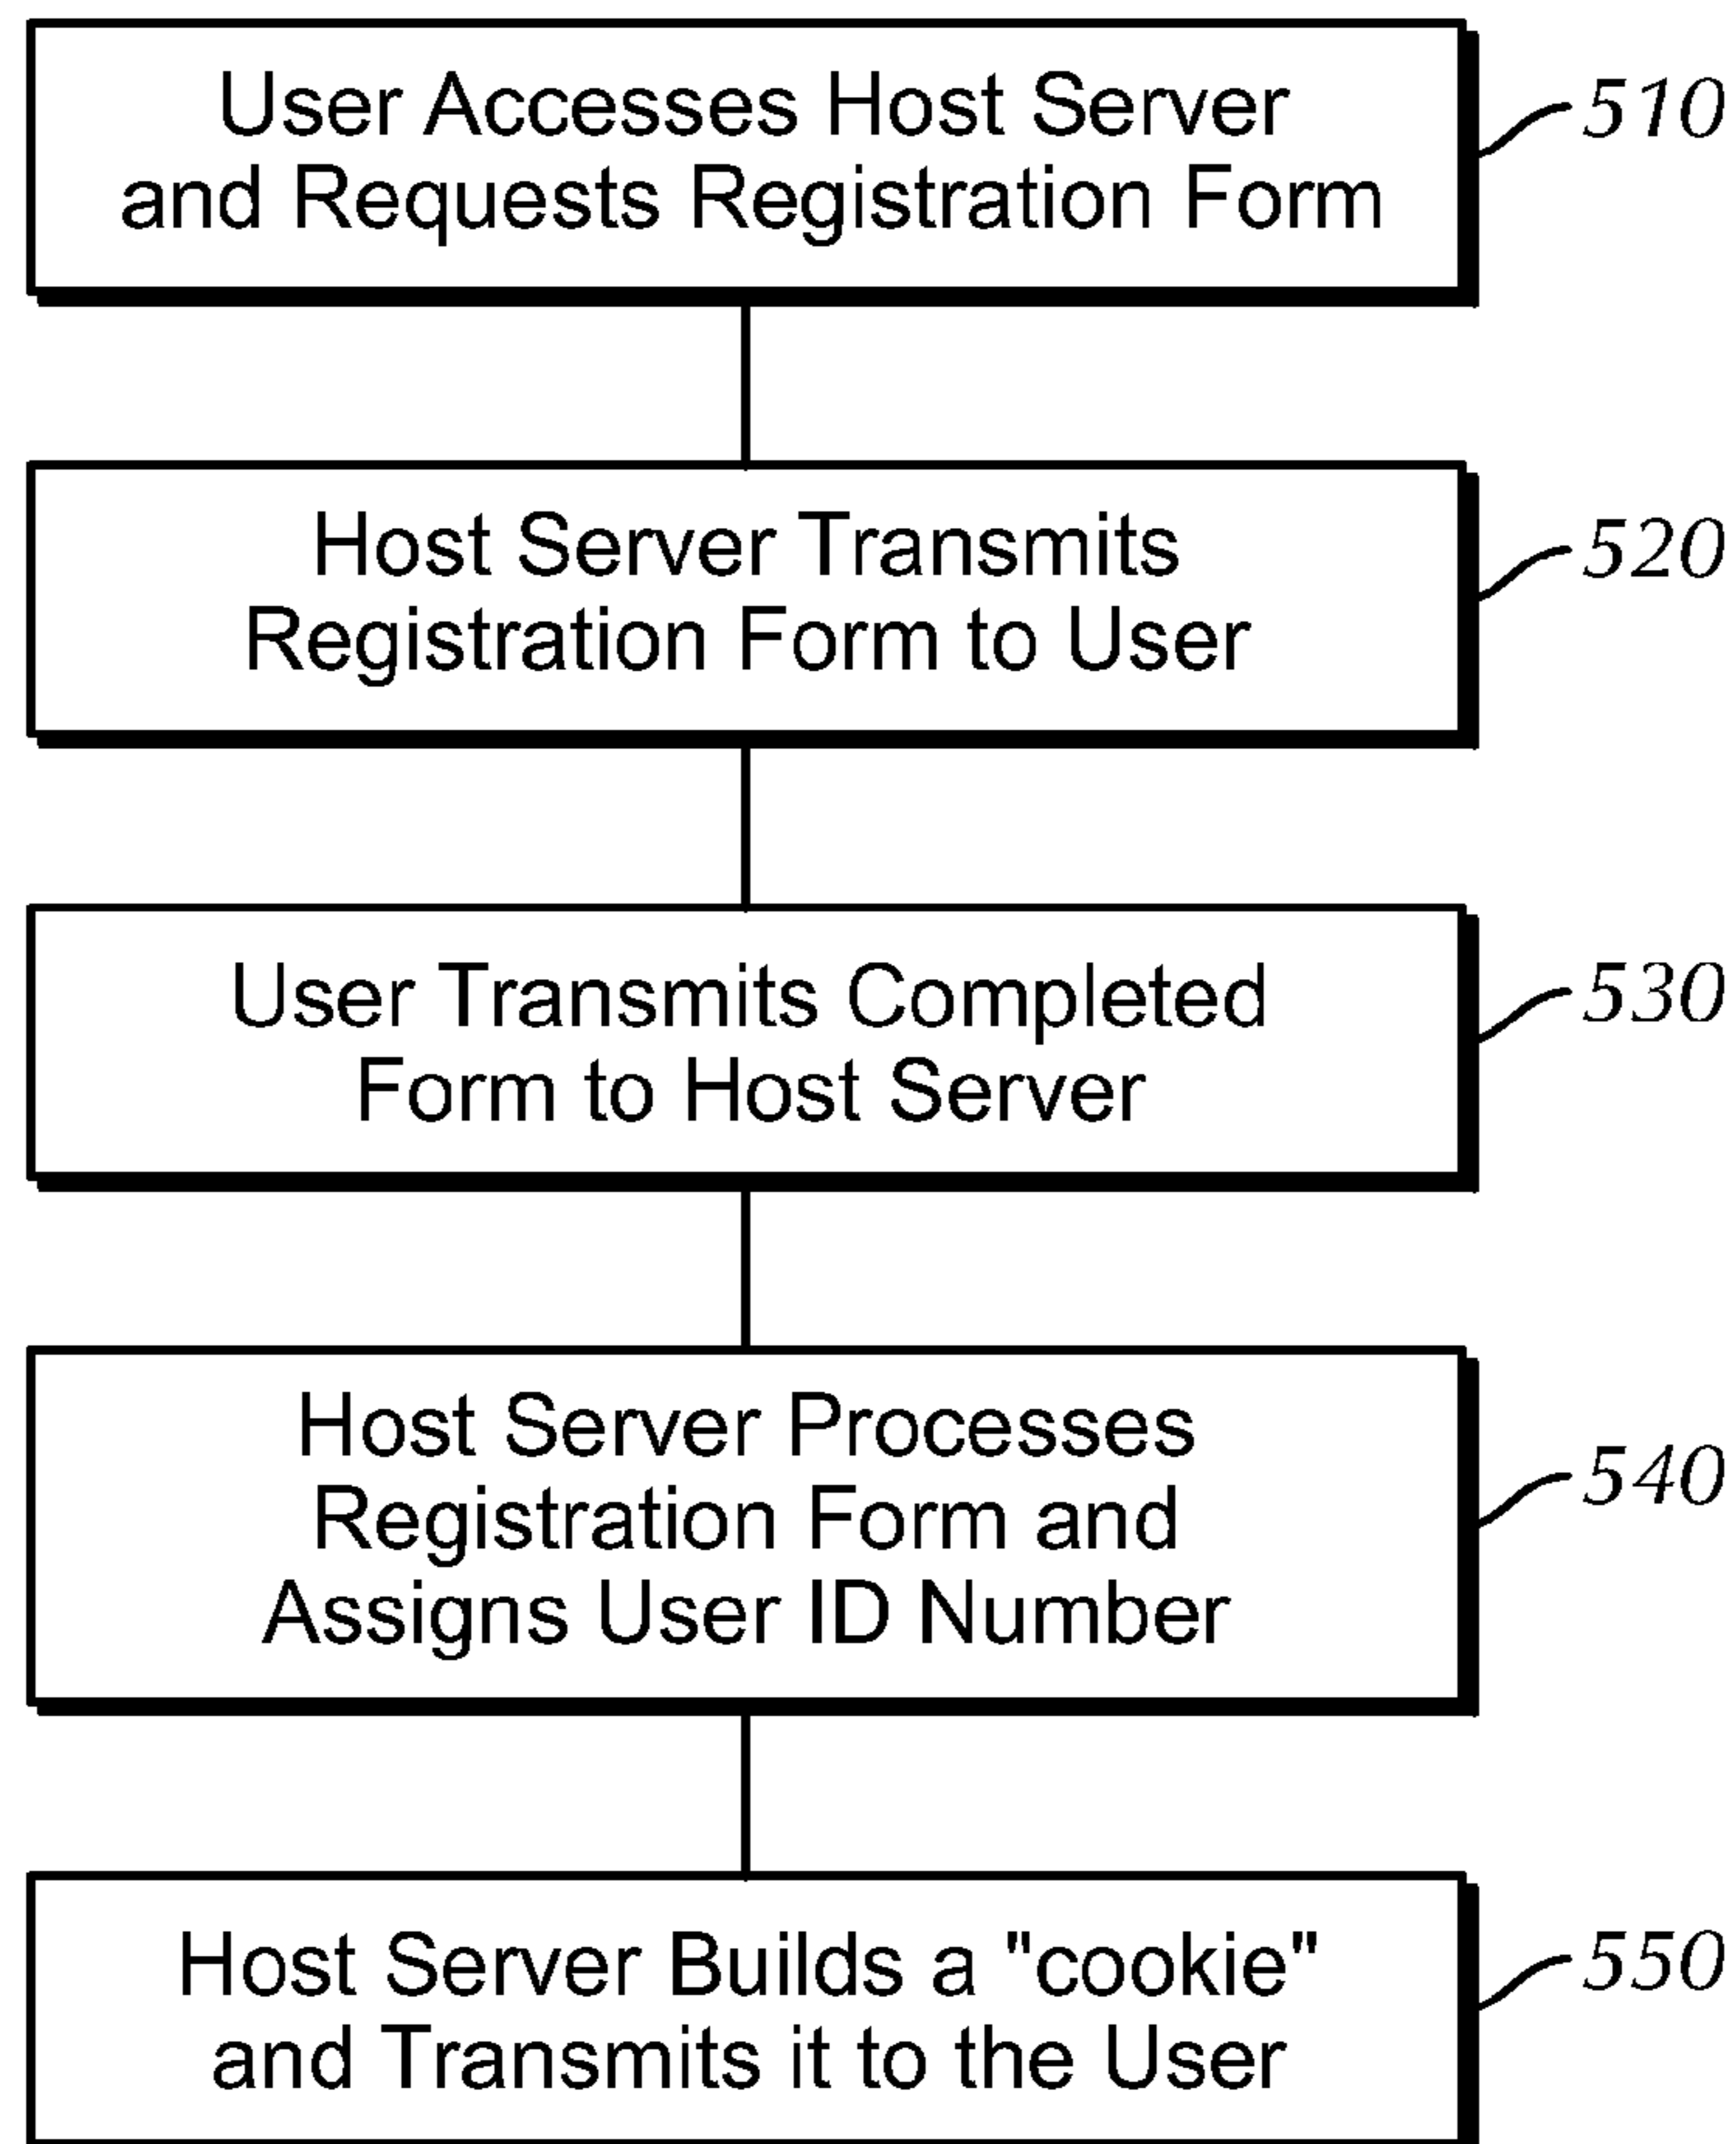 User Accesses Host Server
and Requests Registration Form
510
Host Server Transmits
Registration Form to User
520
User Transmits Completed
Form to Host Server
530
Host Server Processes
Registration Form and
Assigns User ID Number
540
Host Server Builds a "cookie"
and Transmits it to the User
550